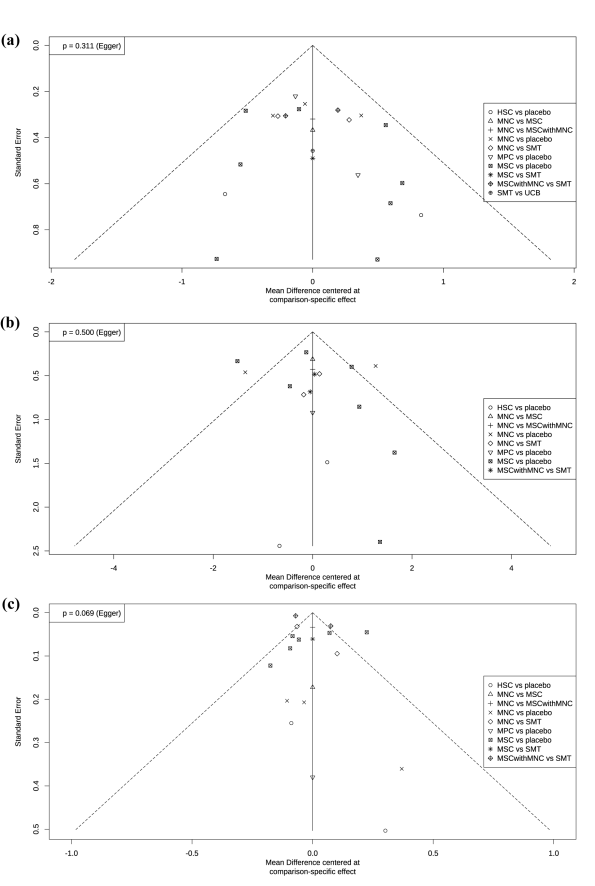 (a)
p = 0.311 (Egger)
0.0
0.2
0.4
0.6
0.8
Standard Error
HSC vs placebo
MNC vs MSC
MNC vs MSCwithMNC
MNC vs placebo
MNC vs SMT
MPC vs placebo
MSC vs placebo
MSC vs SMT
MSCwithMNC vs SMT
SMT vs UCB
-2 -1 0 1 2
Mean Difference centered at
comparison-specific effect
(b)
p = 0.500 (Egger)
0.0
0.5
1.0
1.5
2.0
2.5
Standard Error
HSC vs placebo
MNC vs MSC
MNC vs MSCwithMNC
MNC vs placebo
MNC vs SMT
MPC vs placebo
MSC vs placebo
MSCwithMNC vs SMT
-4 -2 0 2 4
Mean Difference centered at
comparison-specific effect
(c)
p = 0.069 (Egger)
0.0
0.1
0.2
0.3
0.4
0.5
Standard Error
HSC vs placebo
MNC vs MSC
MNC vs MSCwithMNC
MNC vs placebo
MNC vs SMT
MPC vs placebo
MSC vs placebo
MSC vs SMT
MSCwithMNC vs SMT
-1.0 -0.5 0.0 0.5 1.0
Mean Difference centered at
comparison-specific effect